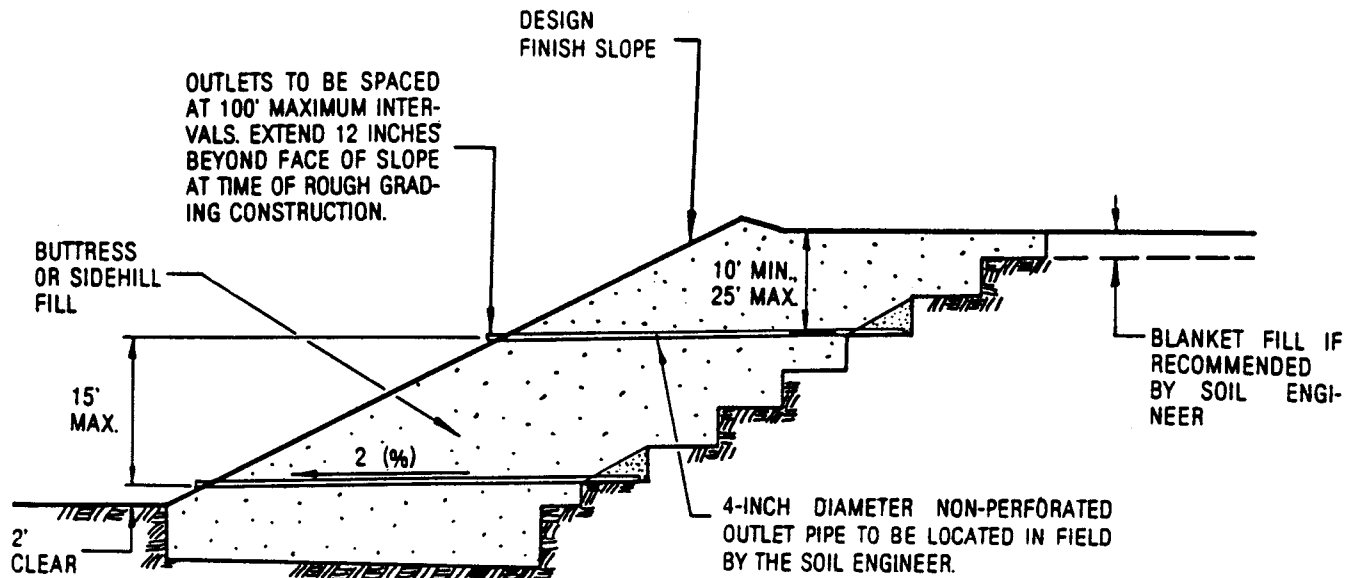 DESIGN
FINISH SLOPE
OUTLETS TO BE SPACED
AT 100' MAXIMUM INTER-
VALS. EXTEND 12 INCHES
BEYOND FACE OF SLOPE
AT TIME OF ROUGH GRAD-
ING CONSTRUCTION.
BUTTRESS
OR SIDEHILL
FILL
10' MIN.,
25' MAX.
BLANKET FILL IF
RECOMMENDED
BY SOIL ENGI-
NEER
15'
MAX.
2 (%)
4-INCH DIAMETER NON-PERFORATED
OUTLET PIPE TO BE LOCATED IN FIELD
BY THE SOIL ENGINEER.
2'
CLEAR